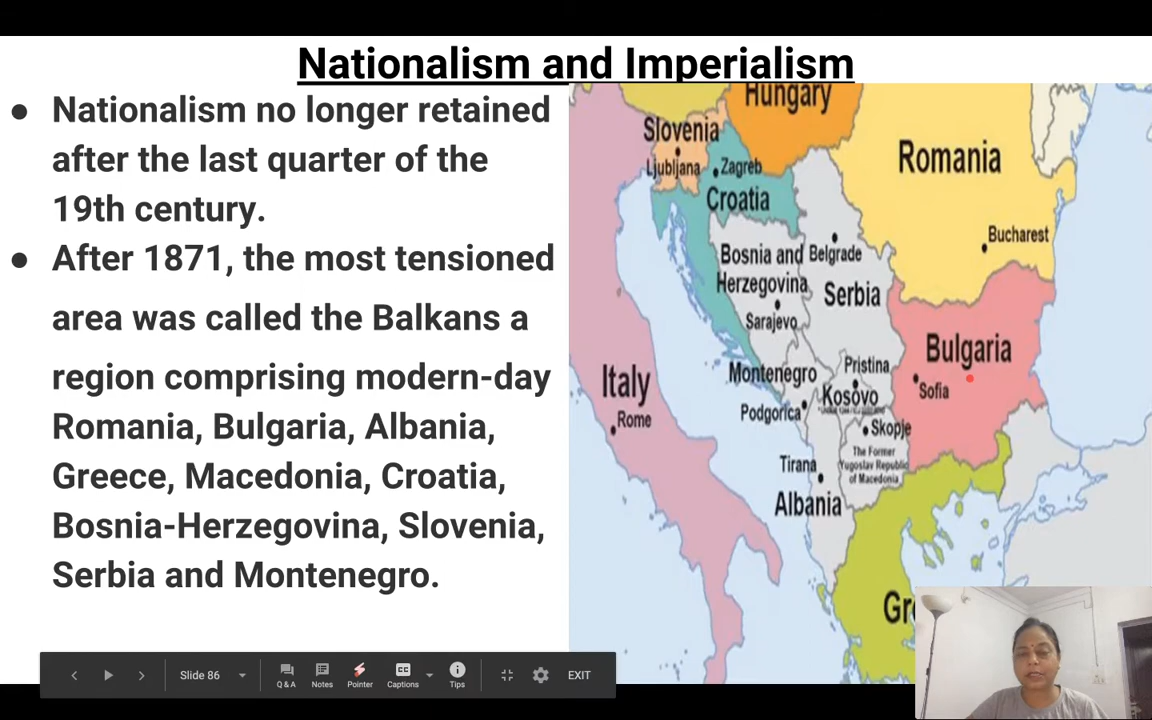 Nationalism and Imperialism
● Nationalism no longer retained
after the last quarter of the
19th century.
● After 1871, the most tensioned
area was called the Balkans a
region comprising modern-day
Romania, Bulgaria, Albania,
Greece, Macedonia, Croatia,
Bosnia-Herzegovina, Slovenia,
Serbia and Montenegro.
Hungary
Slovenia
Ljubljana
Zagreb
Croatia
Romania
Bucharest
Bosnia and
Herzegovina
Sarajevo
Belgrade
Serbia
Bulgaria
Sofia
Italy
Rome
Montenegro
Podgorica
Pristina
Kosovo
Skopje
The Former
Yugoslav Republic
of Macedonia
Tirana
Albania
Gr
Slide 86
Q & A
Notes
Pointer
CC
Captions
Tips
EXIT